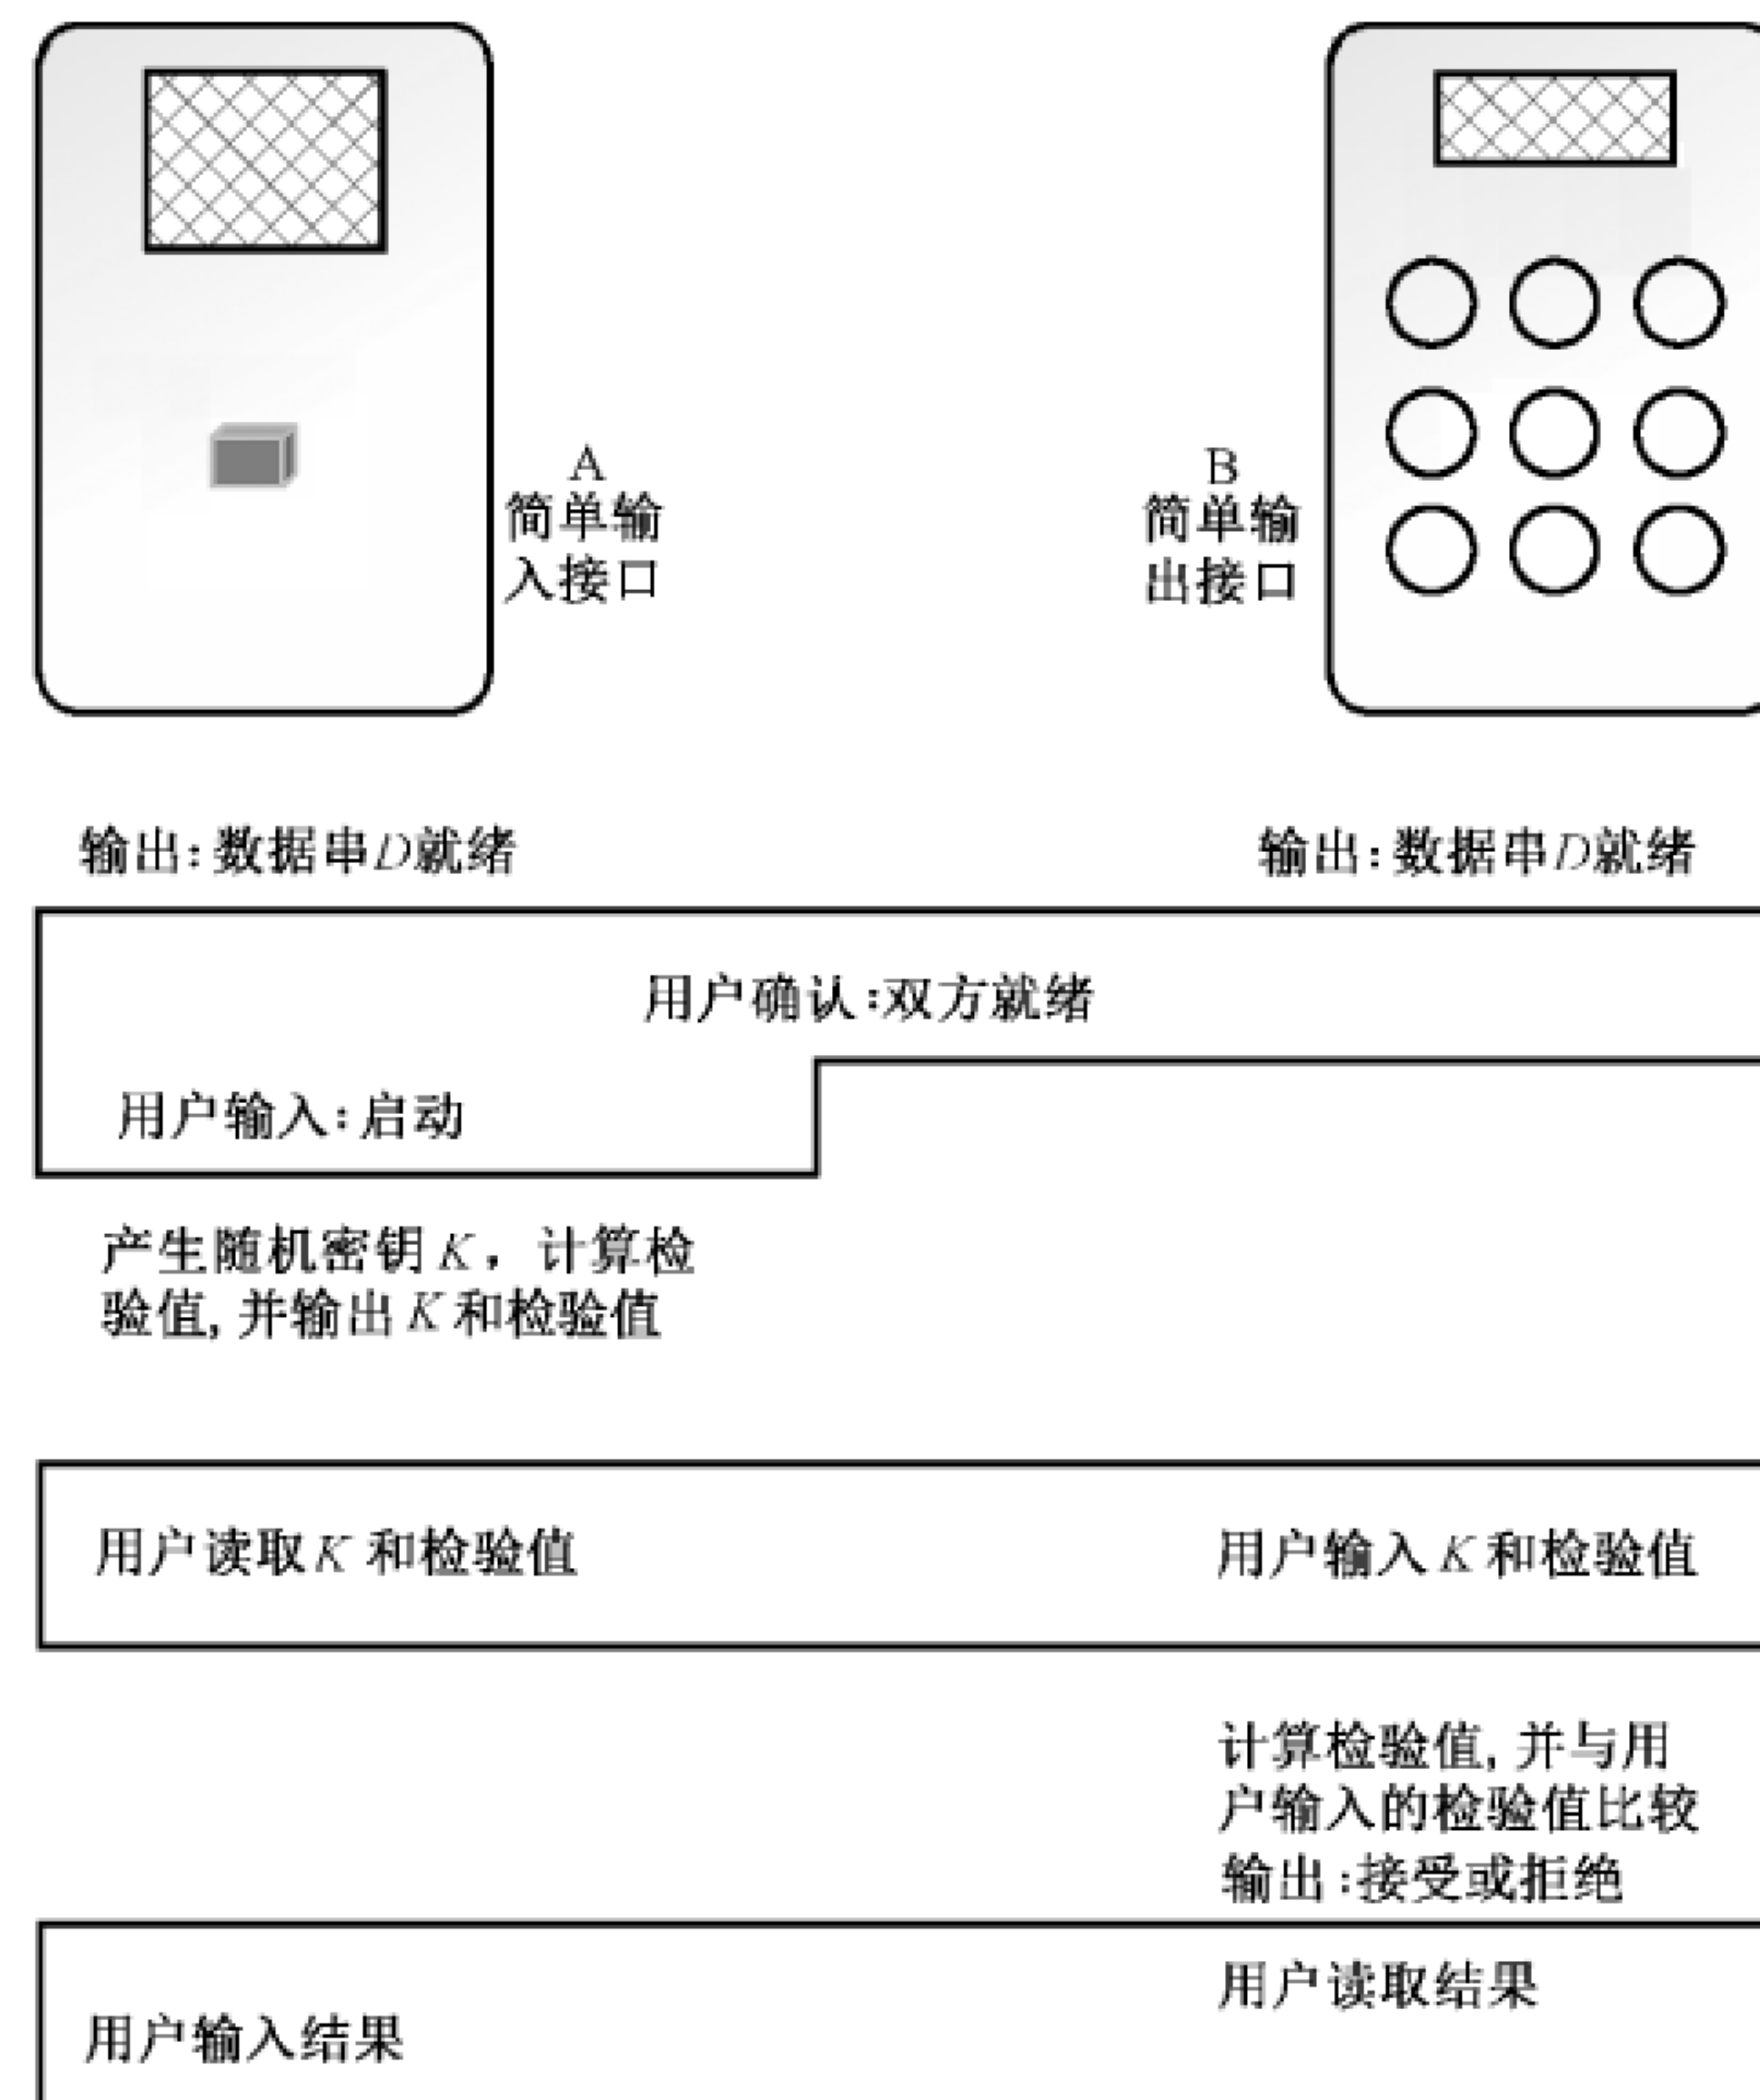 A
简单输
入接口
B
简单输
出接口
输出:数据串D就绪
输出:数据串D就绪
用户确认:双方就绪
用户输入:启动
产生随机密钥K，计算检
验值,并输出K和检验值
用户读取K和检验值
用户输入K和检验值
计算检验值,并与用
户输入的检验值比较
输出:接受或拒绝
用户读取结果
用户输入结果